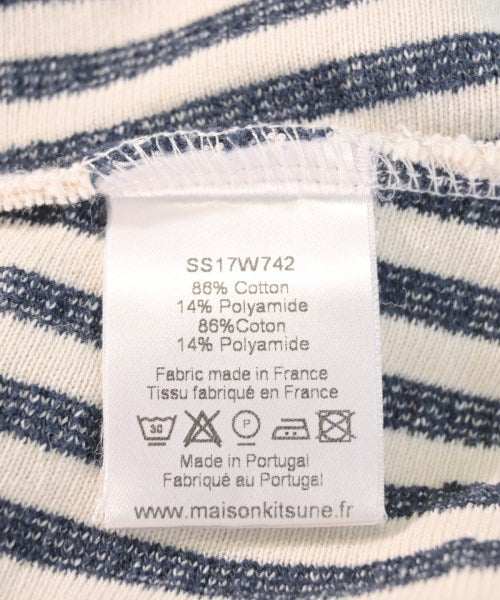 SS17W742
86% Cotton
14% Polyamide
86%Coton
14% Polyamide
Fabric made in France
Tissu fabriqué en France
30 P
Made in Portugal
Fabriqué au Portugal
www.maisonkitsune.fr